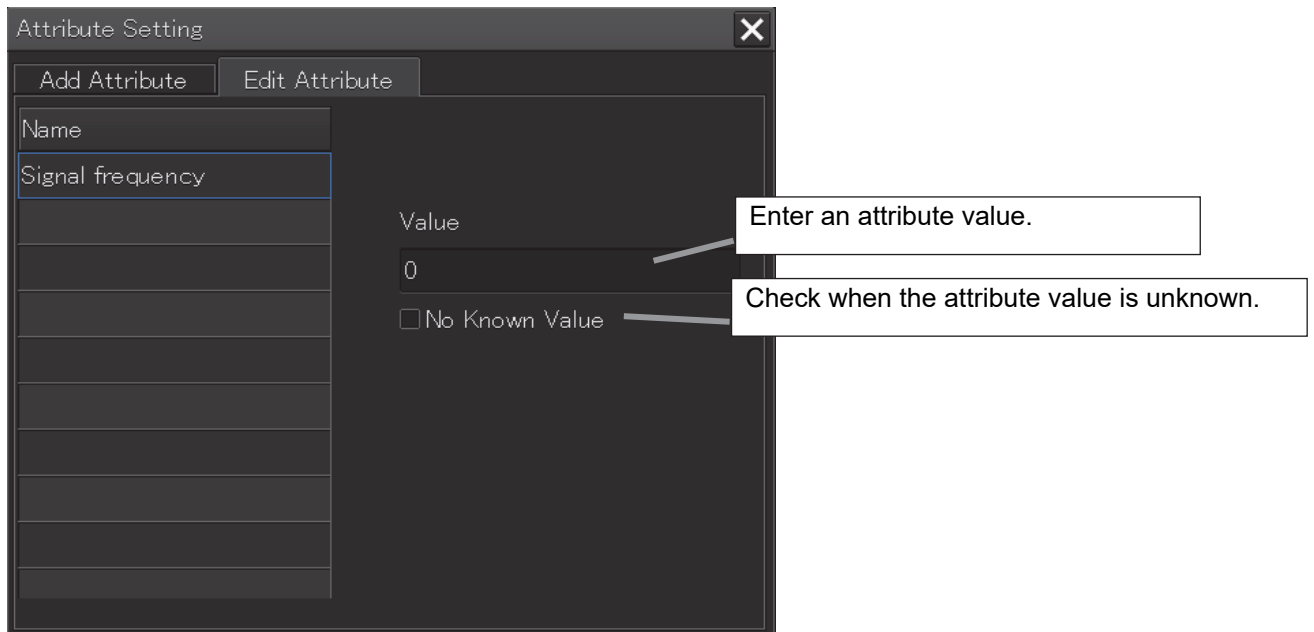 Attribute Setting
Add Attribute
Edit Attribute
Name
Signal frequency
Value
0
No Known Value
Enter an attribute value.
Check when the attribute value is unknown.